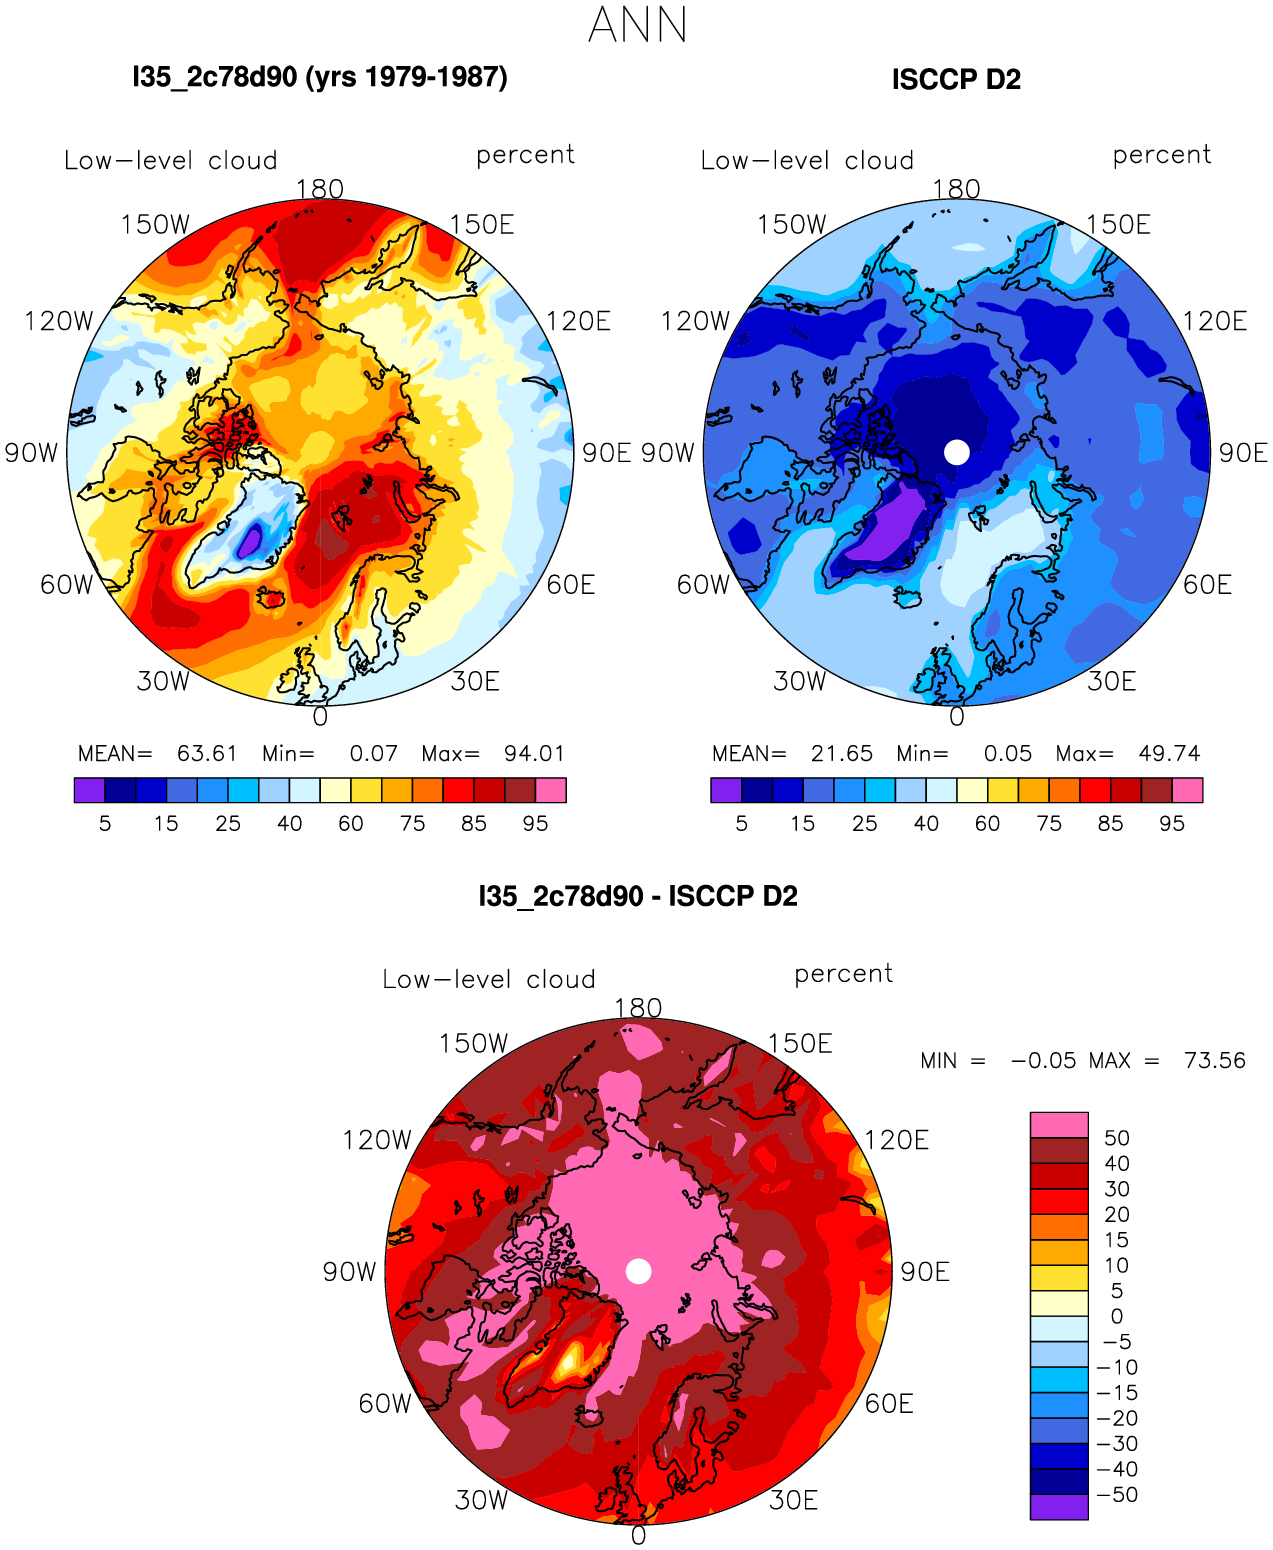 ANN
I35_2c78d90 (yrs 1979-1987)
ISCCP D2
Low-level cloud percent
Low-level cloud percent
180
150W 150E
120W 120E
90W 90E
60W 60E
30W 30E
0
180
150W 150E
120W 120E
90W 90E
60W 60E
30W 30E
0
MEAN= 63.61 Min= 0.07 Max= 94.01
MEAN= 21.65 Min= 0.05 Max= 49.74
5 15 25 40 60 75 85 95
5 15 25 40 60 75 85 95
I35_2c78d90 - ISCCP D2
Low-level cloud percent
180
150W 150E
120W 120E
90W 90E
60W 60E
30W 30E
0
MIN = -0.05 MAX = 73.56
50
40
30
20
15
10
5
0
-5
-10
-15
-20
-30
-40
-50